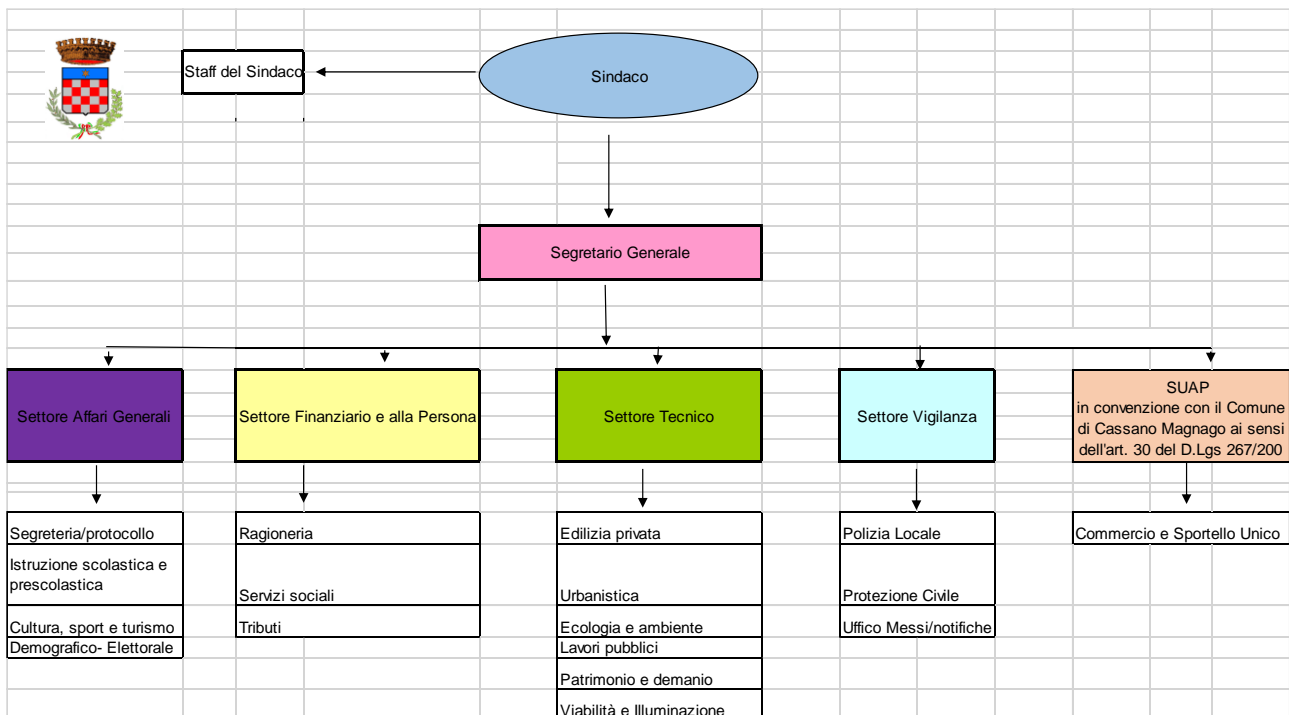 Staff del Sindaco
Sindaco
Segretario Generale
Settore Affari Generali
Settore Finanziario e alla Persona
Settore Tecnico
Settore Vigilanza
SUAP
in convenzione con il Comune
di Cassano Magnago ai sensi
dell'art. 30 del D.Lgs 267/200
Segreteria/protocollo
Istruzione scolastica e
prescolastica
Cultura, sport e turismo
Demografico- Elettorale
Ragioneria
Servizi sociali
Tributi
Edilizia privata
Urbanistica
Ecologia e ambiente
Lavori pubblici
Patrimonio e demanio
Viabilità e Illuminazione
Polizia Locale
Protezione Civile
Uffico Messi/notifiche
Commercio e Sportello Unico